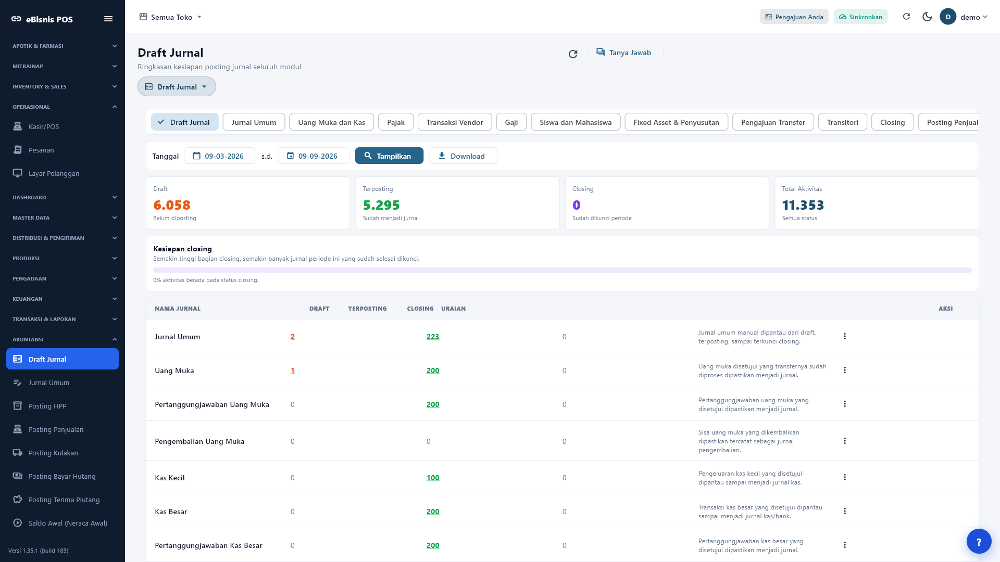 eBisnis POS
APOTIK & FARMASI
MITRAINAP
INVENTORY & SALES
OPERASIONAL
Kasir/POS
Pesanan
Layar Pelanggan
DASHBOARD
MASTER DATA
DISTRIBUSI & PENGIRIMAN
PRODUKSI
PENGADAAN
KEUANGAN
TRANSAKSI & LAPORAN
AKUNTANSI
Draft Jurnal
Jurnal Umum
Posting HPP
Posting Penjualan
Posting Kulakan
Posting Bayar Hutang
Posting Terima Piutang
Saldo Awal (Neraca Awal)
Versi 1.35.1 (build 189)
Semua Toko
Pengajuan Anda
Sinkronkan
D
demo
Draft Jurnal
Ringkasan kesiapan posting jurnal seluruh modul
Tanya Jawab
Draft Jurnal
Draft Jurnal
Jurnal Umum
Uang Muka dan Kas
Pajak
Transaksi Vendor
Gaji
Siswa dan Mahasiswa
Fixed Asset & Penyusutan
Pengajuan Transfer
Transitori
Closing
Posting Penjual
Tanggal 09-03-2026 s.d. 09-09-2026 Tampilkan Download
Draft
6.058
Belum diposting
Terposting
5.295
Sudah menjadi jurnal
Closing
0
Sudah dikunci periode
Total Aktivitas
11.353
Semua status
Kesiapan closing
Semakin tinggi bagian closing, semakin banyak jurnal periode ini yang sudah selesai dikunci.
0% aktivitas berada pada status closing.
NAMA JURNAL DRAFT TERPOSTING CLOSING URAIAN AKSI
Jurnal Umum 2 223 0 Jurnal umum manual dipantau dari draft,
terposting, sampai terkunci closing.
Uang Muka 1 200 0 Uang muka disetujui yang transfernya sudah
diproses dipastikan menjadi jurnal.
Pertanggungjawaban Uang Muka 0 200 0 Pertanggungjawaban uang muka yang
disetujui dipastikan menjadi jurnal.
Pengembalian Uang Muka 0 0 0 Sisa uang muka yang dikembalikan
dipastikan tercatat sebagai jurnal
pengembalian.
Kas Kecil 0 100 0 Pengeluaran kas kecil yang disetujui
dipantau sampai menjadi jurnal kas.
Kas Besar 0 200 0 Transaksi kas besar yang disetujui dipantau
sampai menjadi jurnal kas/bank.
Pertanggungjawaban Kas Besar 0 200 0 Pertanggungjawaban kas besar yang
disetujui dipastikan menjadi jurnal.
?